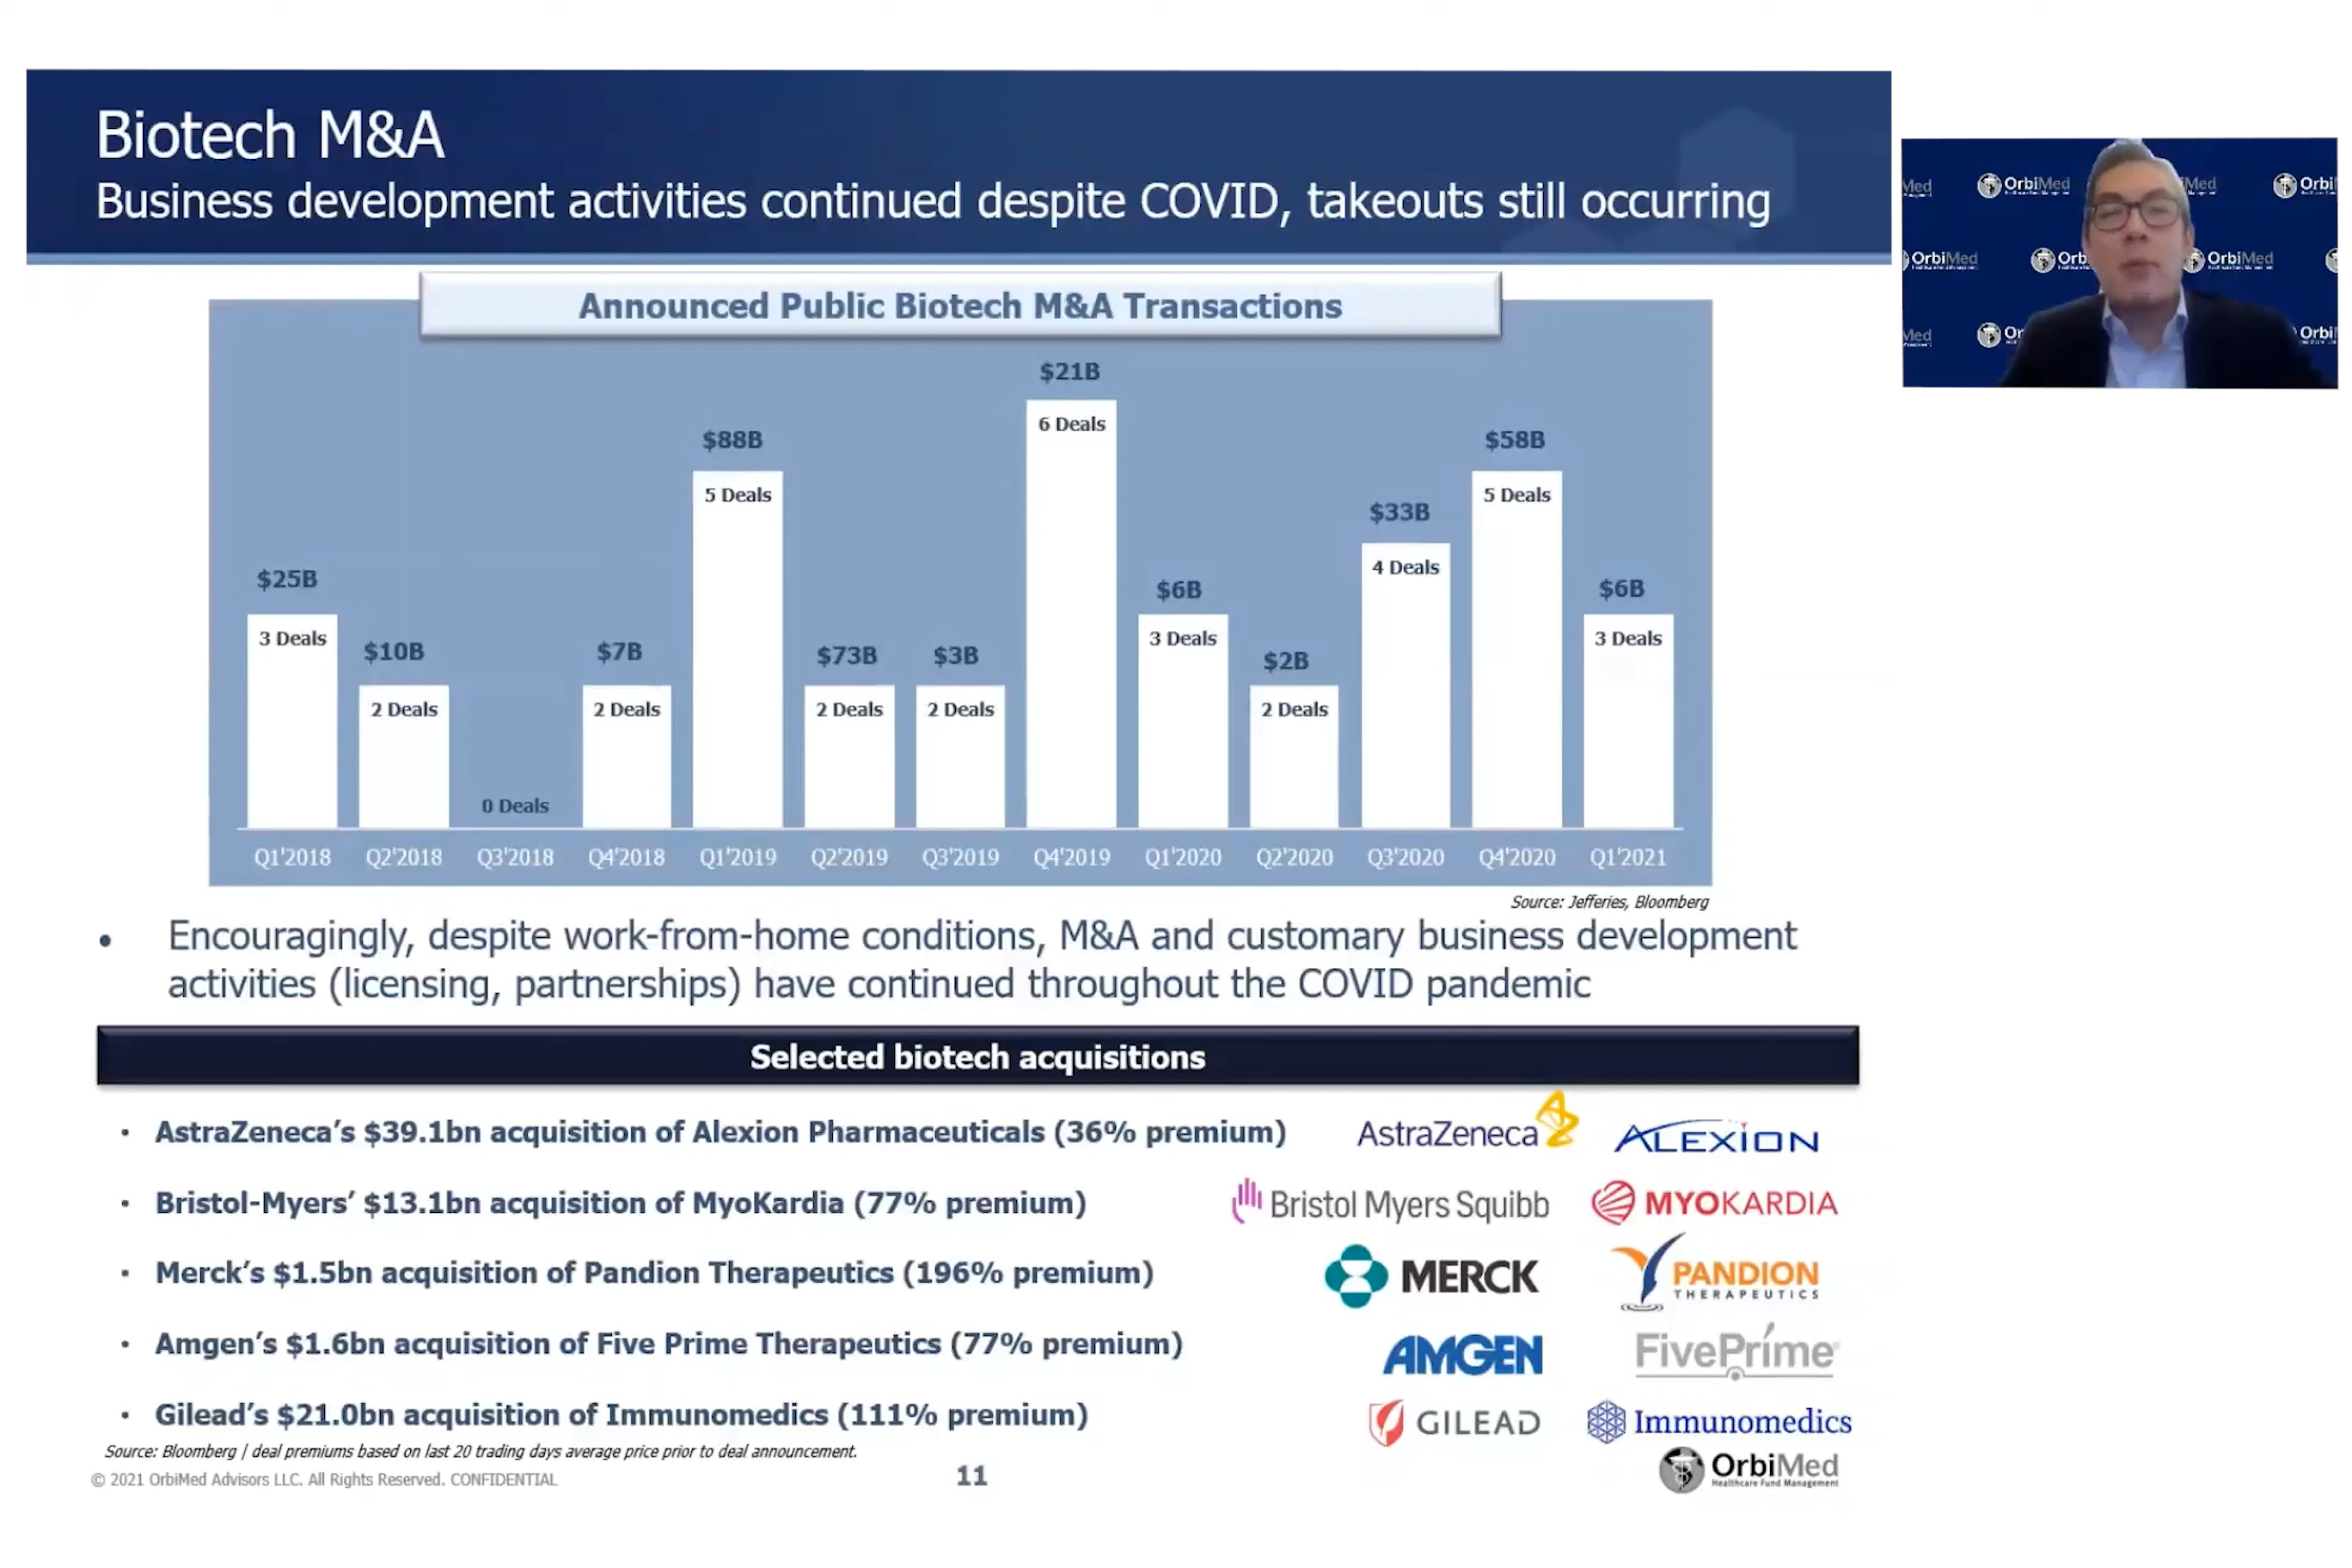 Biotech M&A
Business development activities continued despite COVID, takeouts still occurring
Med
OrbiMed
Med
Orbi
OrbiMed
Orb
OrbiMed
Med
Or
Orbi
Announced Public Biotech M&A Transactions
$25B
$10B
$7B
$88B
$73B
$3B
$21B
$6B
$2B
$33B
$58B
$6B
3 Deals
2 Deals
0 Deals
2 Deals
5 Deals
2 Deals
2 Deals
6 Deals
3 Deals
2 Deals
4 Deals
5 Deals
3 Deals
Q1'2018
Q2'2018
Q3'2018
Q4'2018
Q1'2019
Q2'2019
Q3'2019
Q4'2019
Q1'2020
Q2'2020
Q3'2020
Q4'2020
Q1'2021
Source: Jefferies, Bloomberg
• Encouragingly, despite work-from-home conditions, M&A and customary business development
activities (licensing, partnerships) have continued throughout the COVID pandemic
Selected biotech acquisitions
· AstraZeneca’s $39.1bn acquisition of Alexion Pharmaceuticals (36% premium)
AstraZeneca
ALEXION
· Bristol-Myers’ $13.1bn acquisition of MyoKardia (77% premium)
Bristol Myers Squibb
MYOKARDIA
· Merck’s $1.5bn acquisition of Pandion Therapeutics (196% premium)
MERCK
PANDION
THERAPEUTICS
· Amgen’s $1.6bn acquisition of Five Prime Therapeutics (77% premium)
AMGEN
FivePrime
· Gilead’s $21.0bn acquisition of Immunomedics (111% premium)
GILEAD
Immunomedics
Source: Bloomberg | deal premiums based on last 20 trading days average price prior to deal announcement.
© 2021 OrbiMed Advisors LLC. All Rights Reserved. CONFIDENTIAL
11
OrbiMed
Healthcare Fund Management